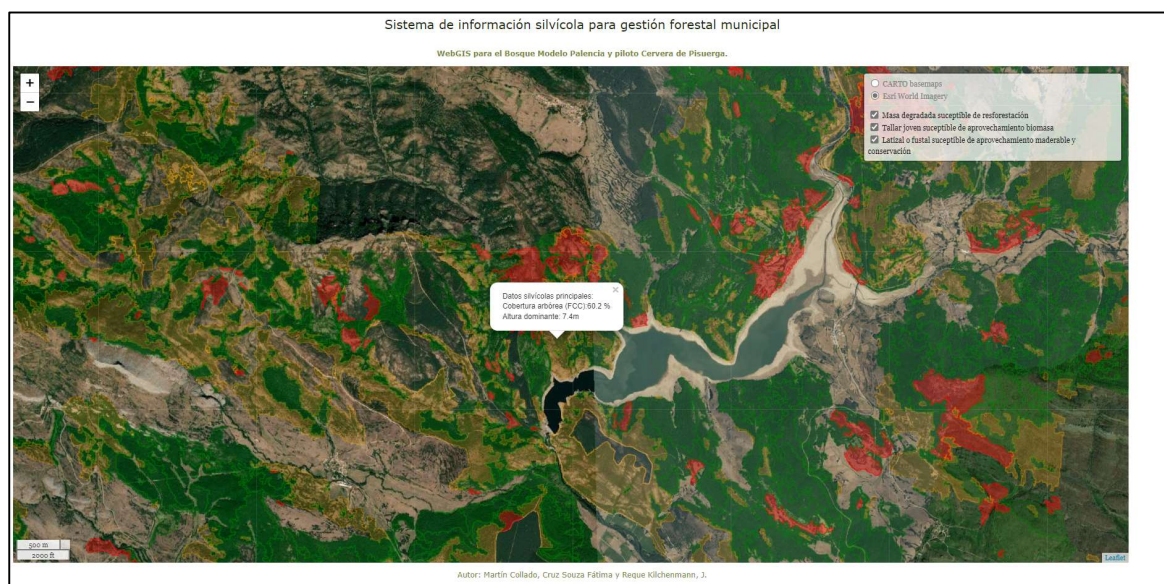 Sistema de información silvícola para gestión forestal municipal
WebGIS para el Bosque Modelo Palencia y piloto Cervera de Pisuerga.
+
−
CARTO basemaps
Esri World Imagery
Masa degradada suceptible de resforestación
Tallar joven suceptible de aprovechamiento biomasa
Latizal o fustal suceptible de aprovechamiento maderable y
conservación
×
Datos silvícolas principales:
Cobertura arbórea (FCC):60.2 %
Altura dominante: 7.4m
500 m
2000 ft
Leaflet
Autor: Martín Collado, Cruz Souza Fátima y Reque Kilchenmann, J.